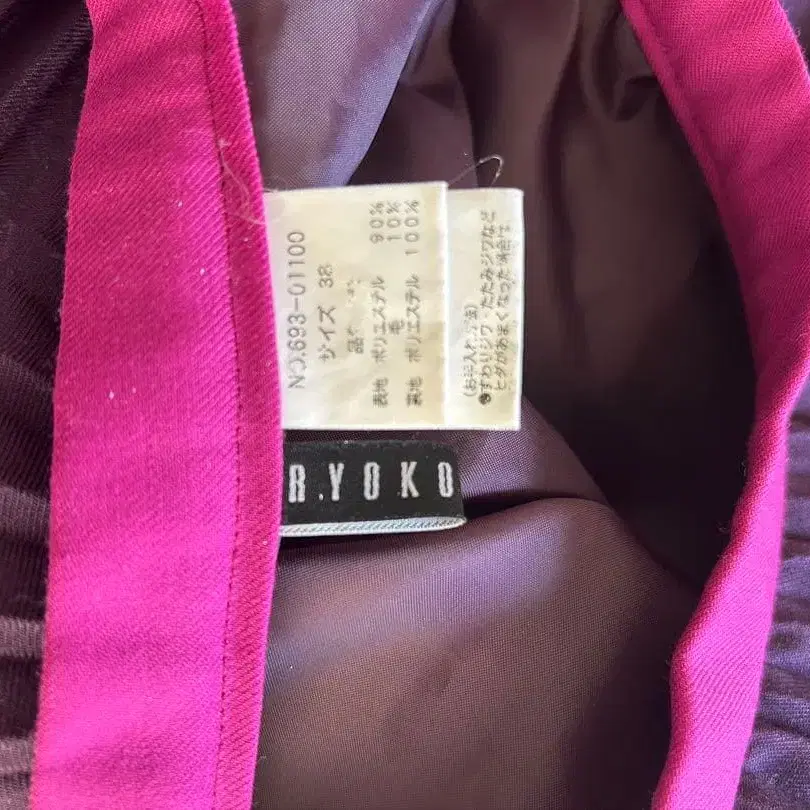 NO.693-01100
サイズ 38
品
表地 ポリエステル 90%
毛 10%
裏地 ポリエステル 100%
(お手入れ方法)
●すわりジワ・たたみジワなど
ヒダがあまくなった場合は
R.YOKO